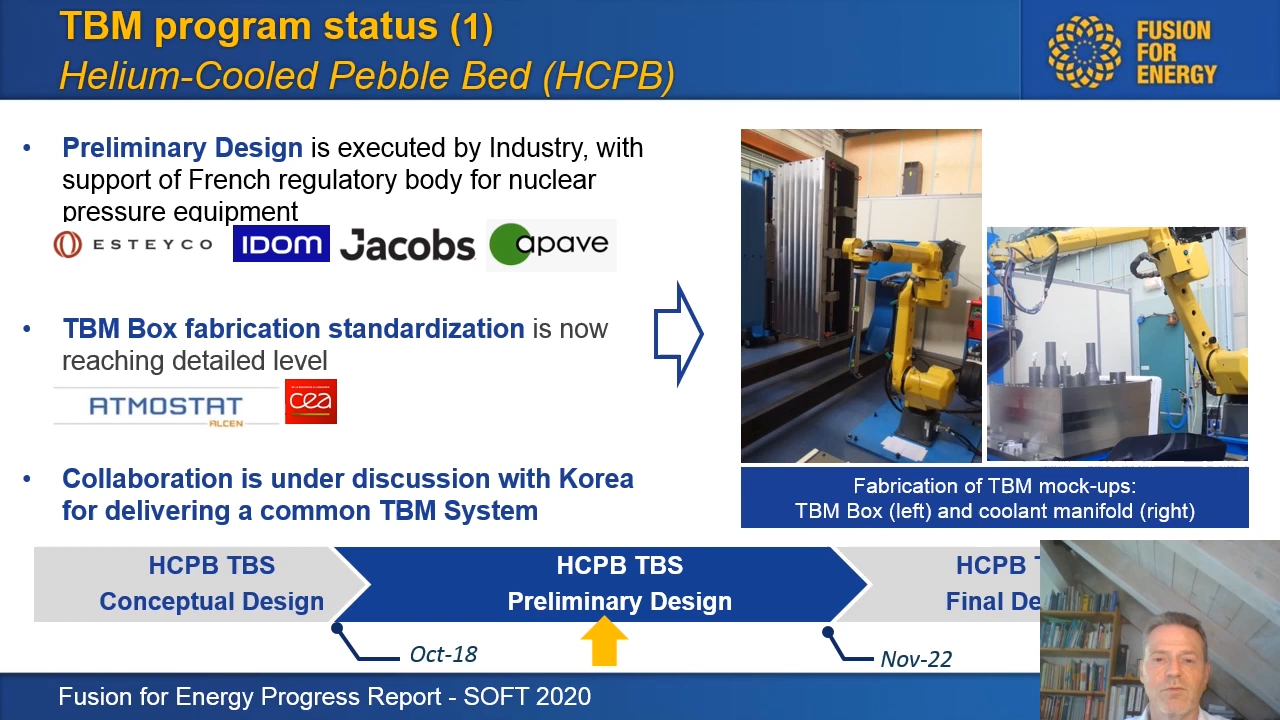 TBM program status (1)
Helium-Cooled Pebble Bed (HCPB)
FUSION
FOR
ENERGY
• Preliminary Design is executed by Industry, with
support of French regulatory body for nuclear
pressure equipment
ESTEYCO IDOM Jacobs apave
• TBM Box fabrication standardization is now
reaching detailed level
ATMOSTAT
ALCEN
cea
• Collaboration is under discussion with Korea
for delivering a common TBM System
Fabrication of TBM mock-ups:
TBM Box (left) and coolant manifold (right)
HCPB TBS
Conceptual Design
HCPB TBS
Preliminary Design
HCPB
Final De
Oct-18
Nov-22
Fusion for Energy Progress Report - SOFT 2020